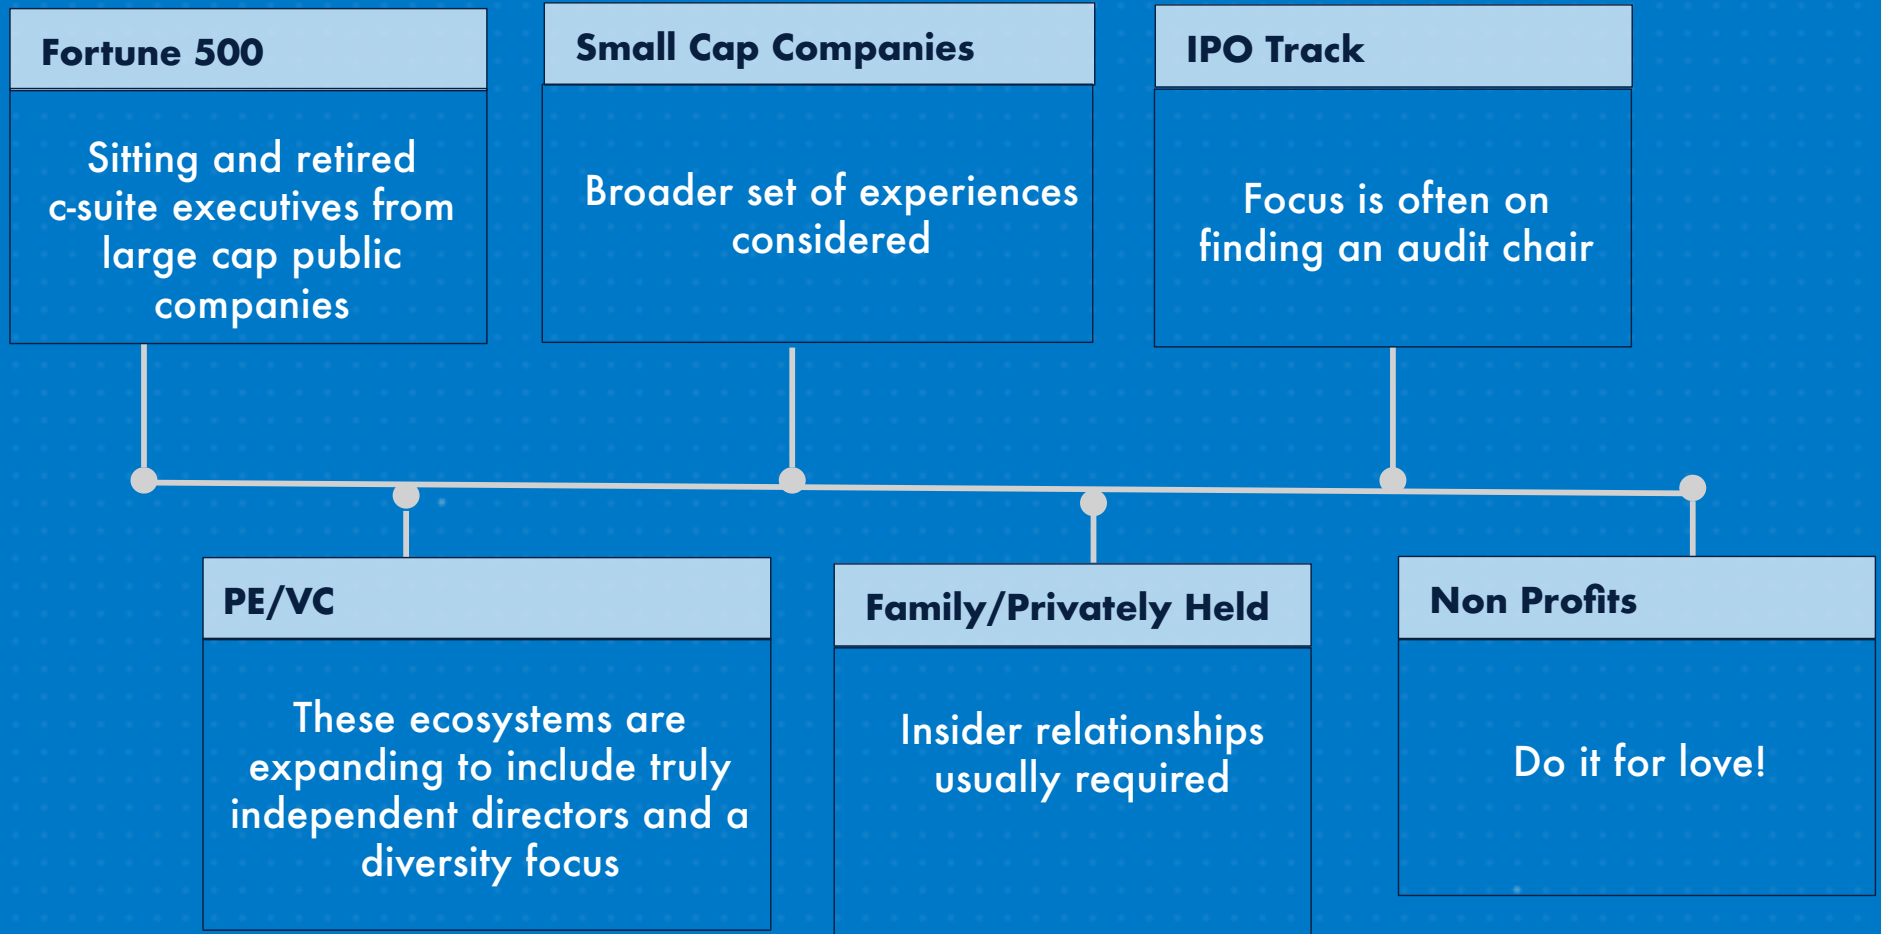 Fortune 500
Sitting and retired
c-suite executives from
large cap public
companies
Small Cap Companies
Broader set of experiences
considered
IPO Track
Focus is often on
finding an audit chair
PE/VC
These ecosystems are
expanding to include truly
independent directors and a
diversity focus
Family/Privately Held
Insider relationships
usually required
Non Profits
Do it for love!